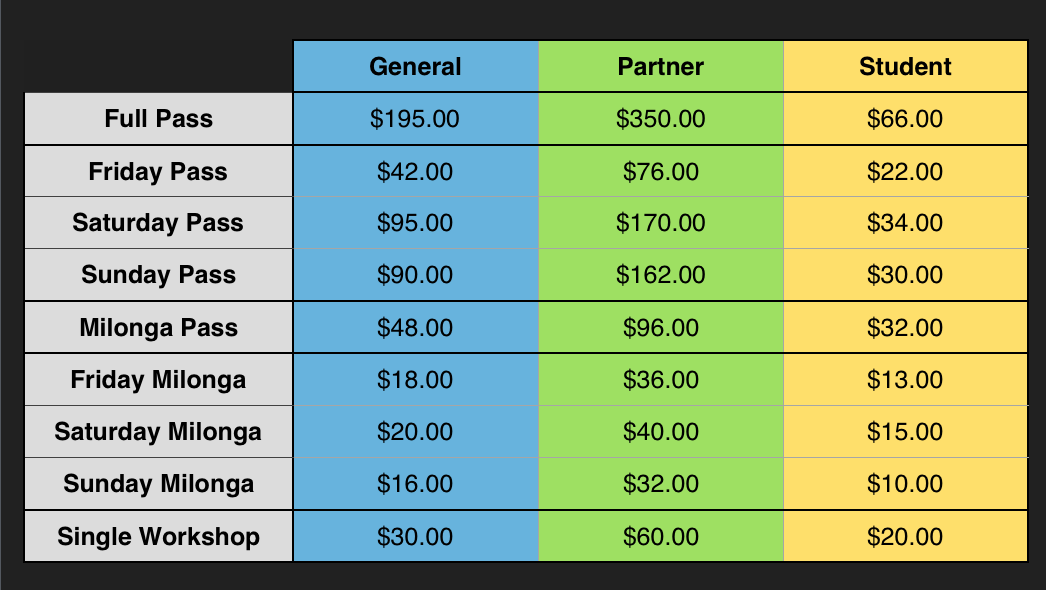 General Partner Student
Full Pass $195.00 $350.00 $66.00
Friday Pass $42.00 $76.00 $22.00
Saturday Pass $95.00 $170.00 $34.00
Sunday Pass $90.00 $162.00 $30.00
Milonga Pass $48.00 $96.00 $32.00
Friday Milonga $18.00 $36.00 $13.00
Saturday Milonga $20.00 $40.00 $15.00
Sunday Milonga $16.00 $32.00 $10.00
Single Workshop $30.00 $60.00 $20.00